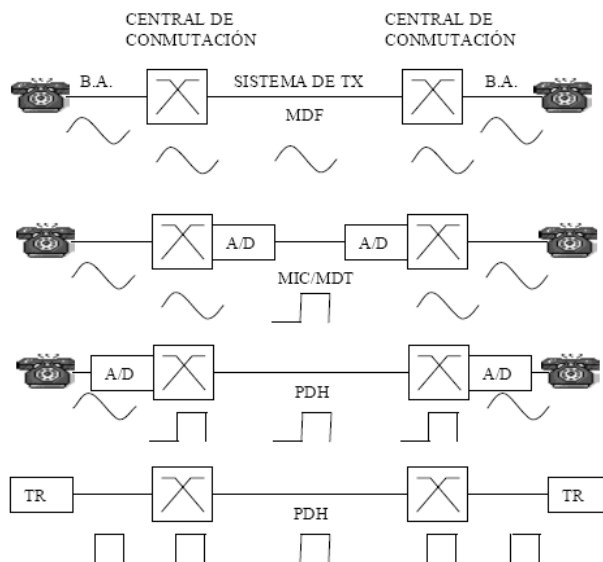 CENTRAL DE
CONMUTACIÓN
CENTRAL DE
CONMUTACIÓN
B.A.
SISTEMA DE TX
B.A.
MDF
A/D
A/D
MIC/MDT
A/D
A/D
PDH
TR
TR
PDH